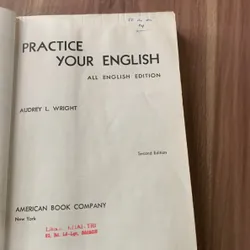 PRACTICE
YOUR ENGLISH
ALL ENGLISH EDITION
AUDREY L. WRIGHT
Second Edition
AMERICAN BOOK COMPANY
New York